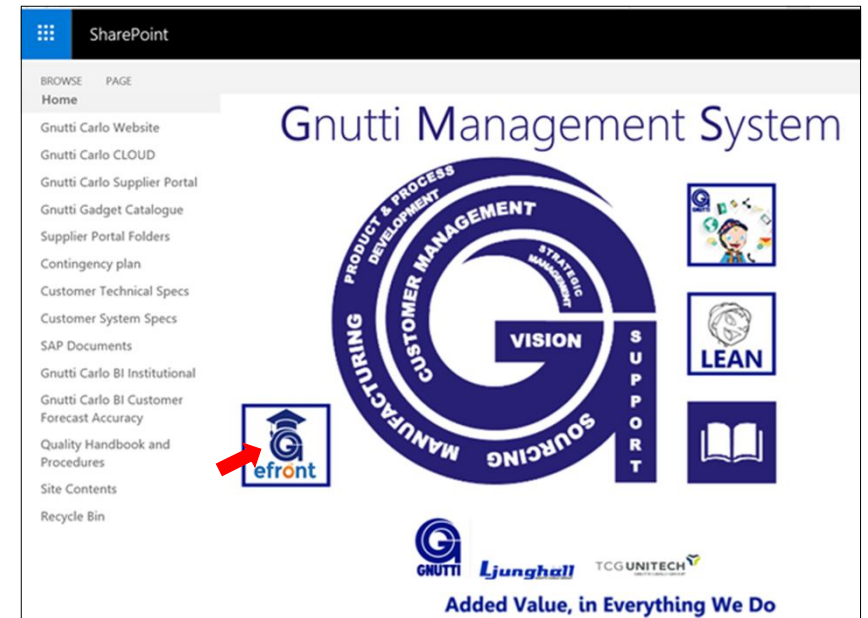 SharePoint
BROWSE PAGE
Home
Gnutti Carlo Website
Gnutti Carlo CLOUD
Gnutti Carlo Supplier Portal
Gnutti Gadget Catalogue
Supplier Portal Folders
Contingency plan
Customer Technical Specs
Customer System Specs
SAP Documents
Gnutti Carlo BI Institutional
Gnutti Carlo BI Customer
Forecast Accuracy
Quality Handbook and
Procedures
Site Contents
Recycle Bin
Gnutti Management System
PRODUCT & PROCESS
DEVELOPMENT
CUSTOMER MANAGEMENT
STRATEGIC
MANAGEMENT
VISION
SUPPORT
SOURCING
MANUFACTURING
GNUTTI
LEAN
efront
GNUTTI
Ljunghäll
TCG UNITECH
Added Value, in Everything We Do